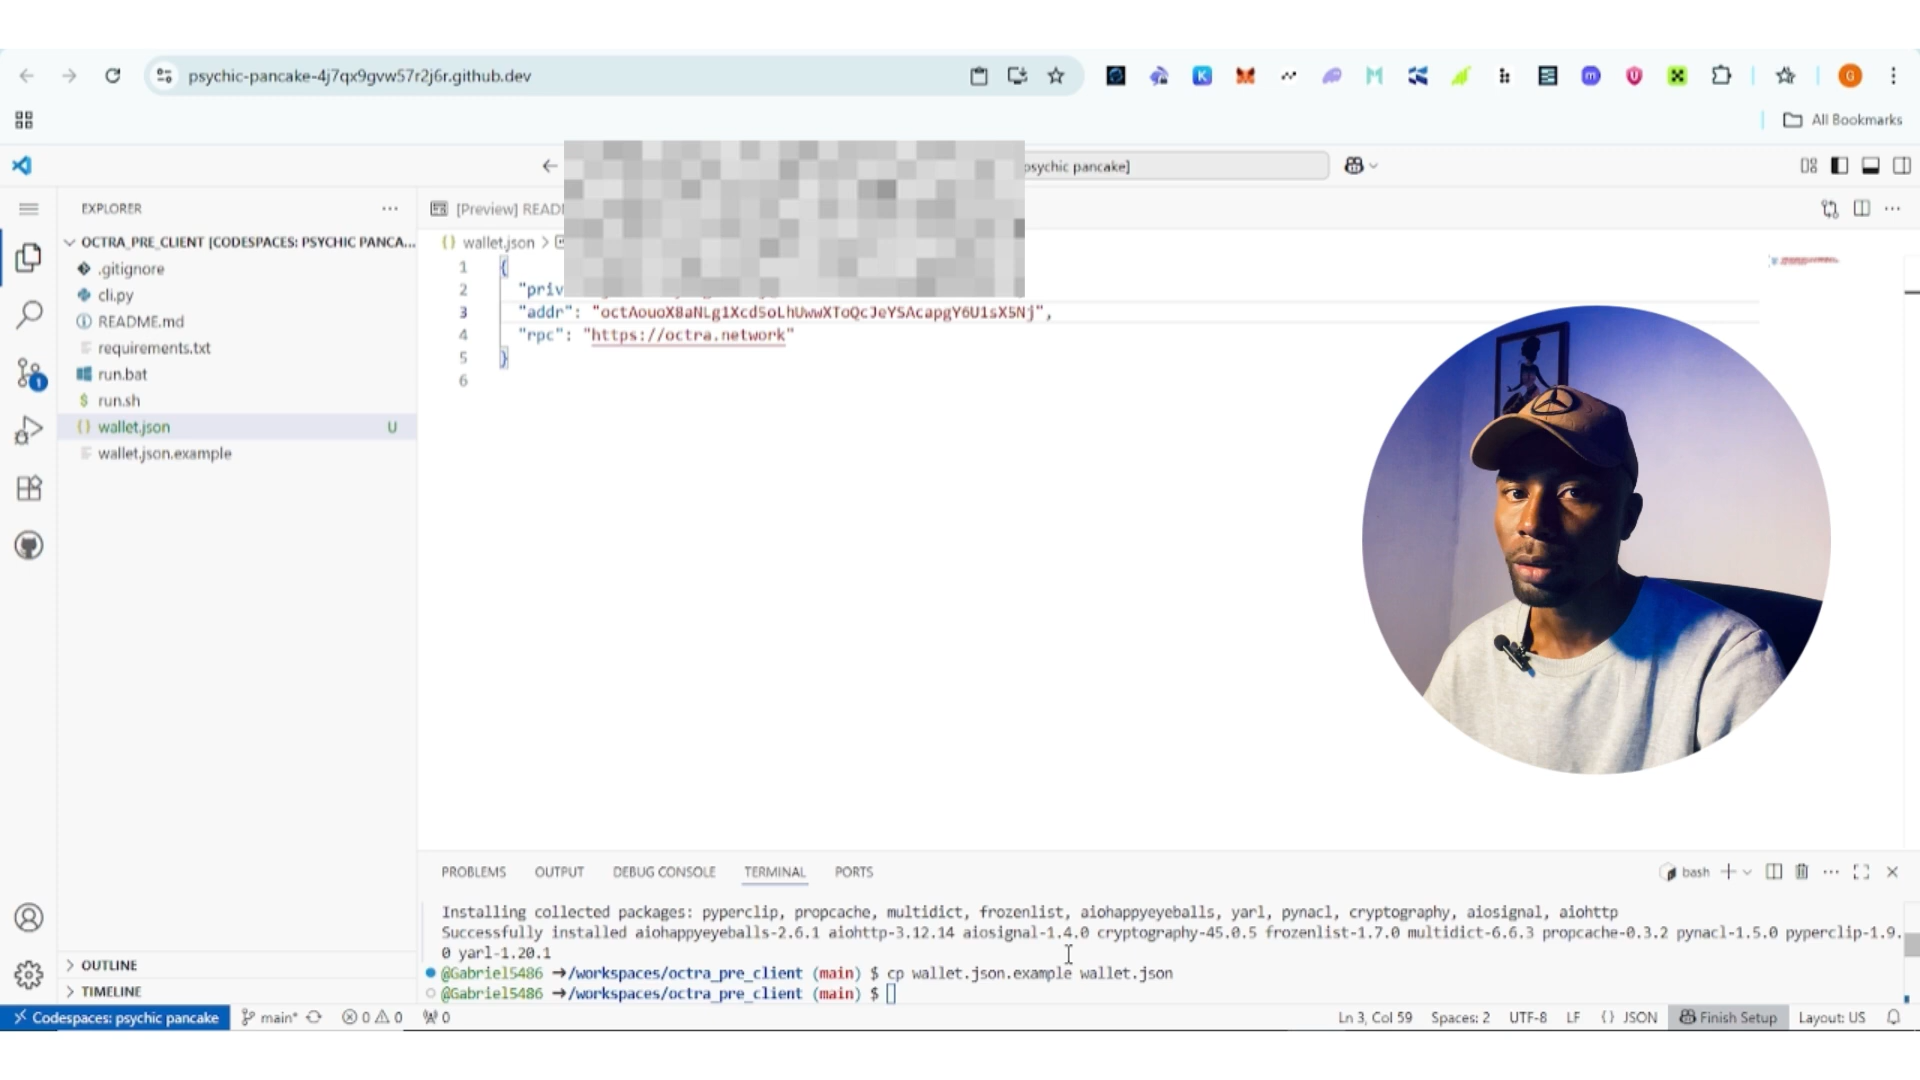 psychic-pancake-4j7qx9gvw57r2j6r.github.dev
All Bookmarks
psychic pancake]
EXPLORER
OCTRA_PRE_CLIENT [CODESPACES: PSYCHIC PANCA...
.gitignore
cli.py
README.md
requirements.txt
run.bat
run.sh
wallet.json U
wallet.json.example
OUTLINE
TIMELINE
[Preview]
wallet.json >
1 {
2 "priv
3 "addr": "octAouoX8aNLg1Xcd5oLhUwwXToQcJeYSAcapgY6U1sX5Nj",
4 "rpc": "https://octra.network"
5 }
6
PROBLEMS OUTPUT DEBUG CONSOLE TERMINAL PORTS
bash
Installing collected packages: pyperclip, propcache, multidict, frozenlist, aiohappyeyeballs, yarl, pynacl, cryptography, aiosignal, aiohttp
Successfully installed aiohappyeyeballs-2.6.1 aiohttp-3.12.14 aiosignal-1.4.0 cryptography-45.0.5 frozenlist-1.7.0 multidict-6.6.3 propcache-0.3.2 pynacl-1.5.0 pyperclip-1.9.
0 yarl-1.20.1
@Gabriel5486 →/workspaces/octra_pre_client (main) $ cp wallet.json.example wallet.json
@Gabriel5486 →/workspaces/octra_pre_client (main) $
Codespaces: psychic pancake main* 0 0 0
Ln 3, Col 59 Spaces: 2 UTF-8 LF {} JSON Finish Setup Layout: US